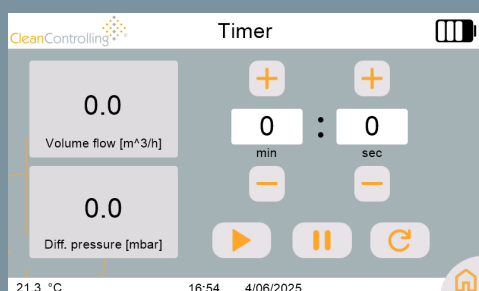 CleanControlling
Timer
0.0
Volume flow [m^3/h]
0.0
Diff. pressure [mbar]
0 : 0
min sec
21.3 °C 16:54 4/06/2025